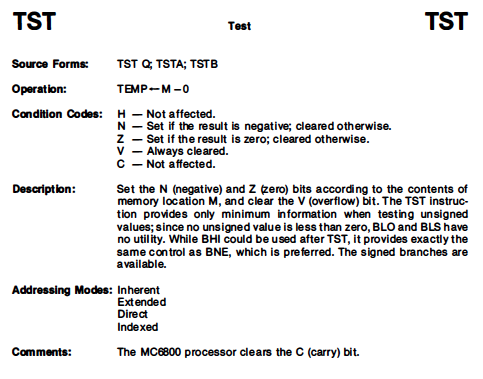 TST Test TST
Source Forms: TST Q; TSTA; TSTB
Operation: TEMP←M – 0
Condition Codes: H — Not affected.
N — Set if the result is negative; cleared otherwise.
Z — Set if the result is zero; cleared otherwise.
V — Always cleared.
C — Not affected.
Description: Set the N (negative) and Z (zero) bits according to the contents of
memory location M, and clear the V (overflow) bit. The TST instruc-
tion provides only minimum information when testing unsigned
values; since no unsigned value is less than zero, BLO and BLS have
no utility. While BHI could be used after TST, it provides exactly the
same control as BNE, which is preferred. The signed branches are
available.
Addressing Modes: Inherent
Extended
Direct
Indexed
Comments: The MC6800 processor clears the C (carry) bit.